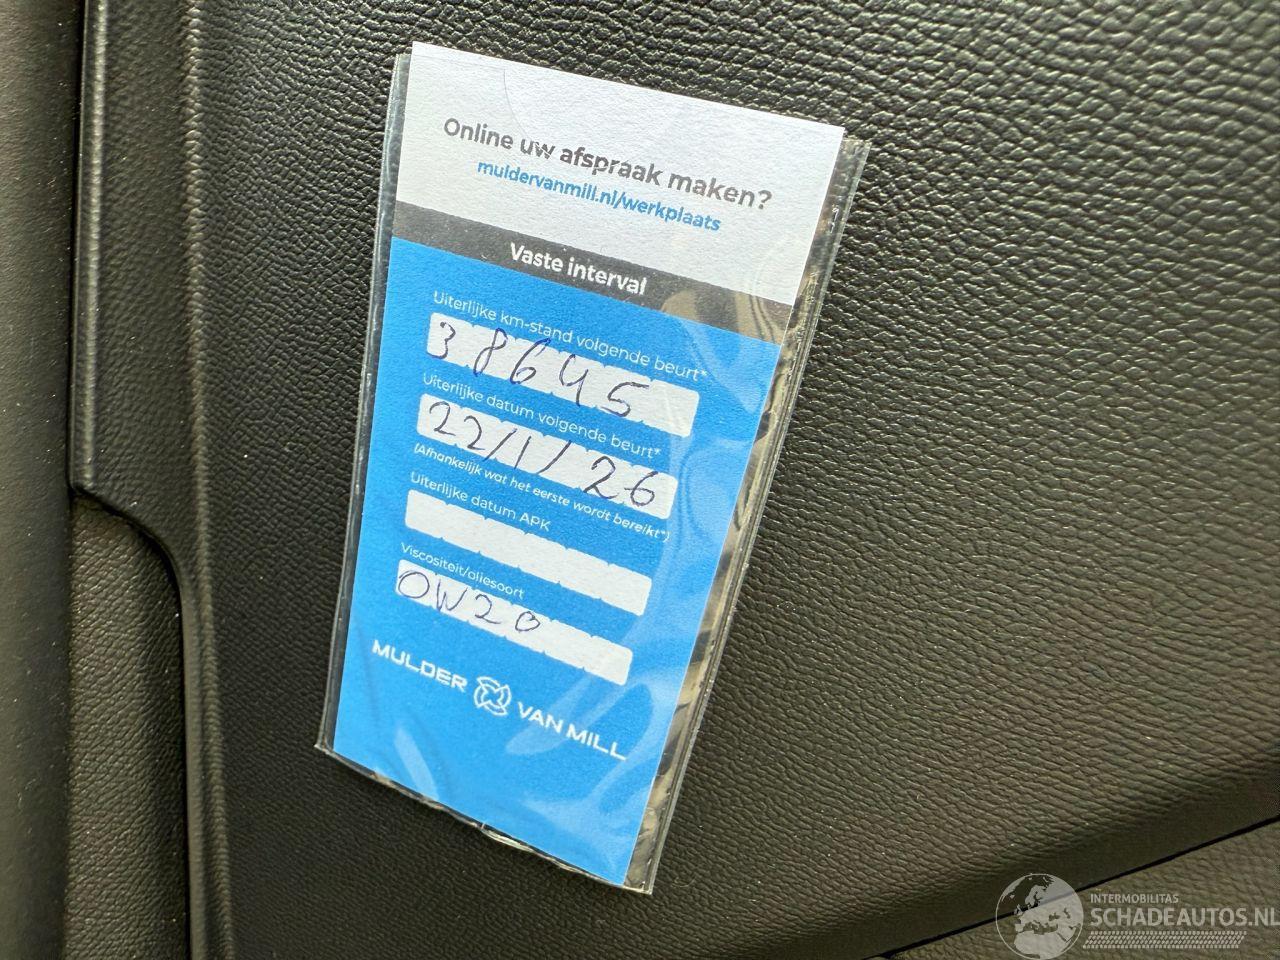 Online uw afspraak maken?
muldervanmill.nl/werkplaats
Vaste interval
Uiterlijke km-stand volgende beurt*
38645
Uiterlijke datum volgende beurt*
22/1/26
(Afhankelijk wat het eerste wordt bereikt*)
Uiterlijke datum APK
Viscositeit/oliesoort
0W20
MULDER VAN MILL
INTERMOBILITAS
SCHADEAUTOS.NL